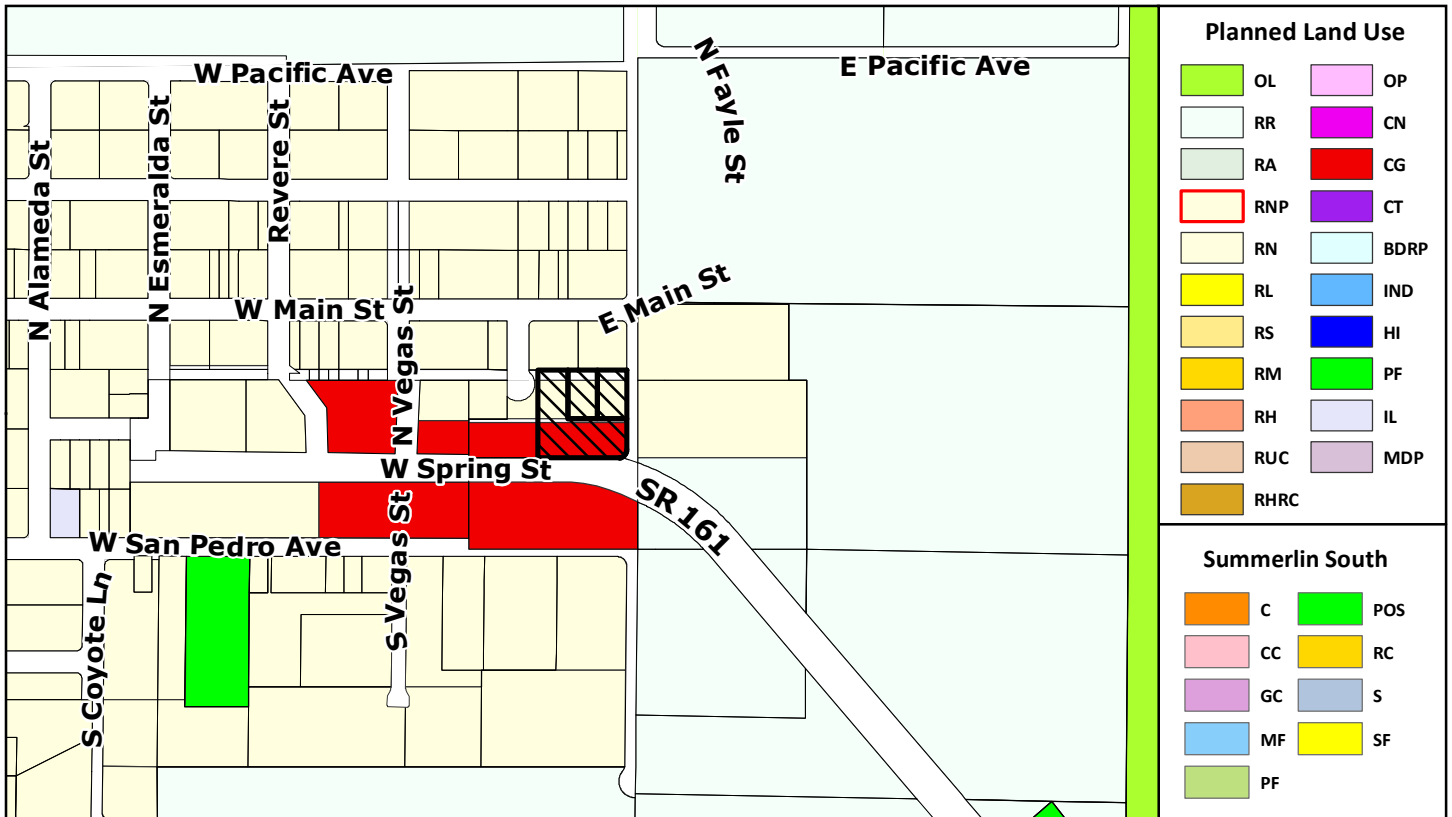 W Pacific Ave
E Pacific Ave
N Fayle St
N Alameda St
N Esmeralda St
Revere St
W Main St
N Vegas St
E Main St
W Spring St
SR 161
W San Pedro Ave
S Coyote Ln
S Vegas St
Planned Land Use
OL
OP
RR
CN
RA
CG
RNP
CT
RN
BDRP
RL
IND
RS
HI
RM
PF
RH
IL
RUC
MDP
RHRC
Summerlin South
C
POS
CC
RC
GC
S
MF
SF
PF